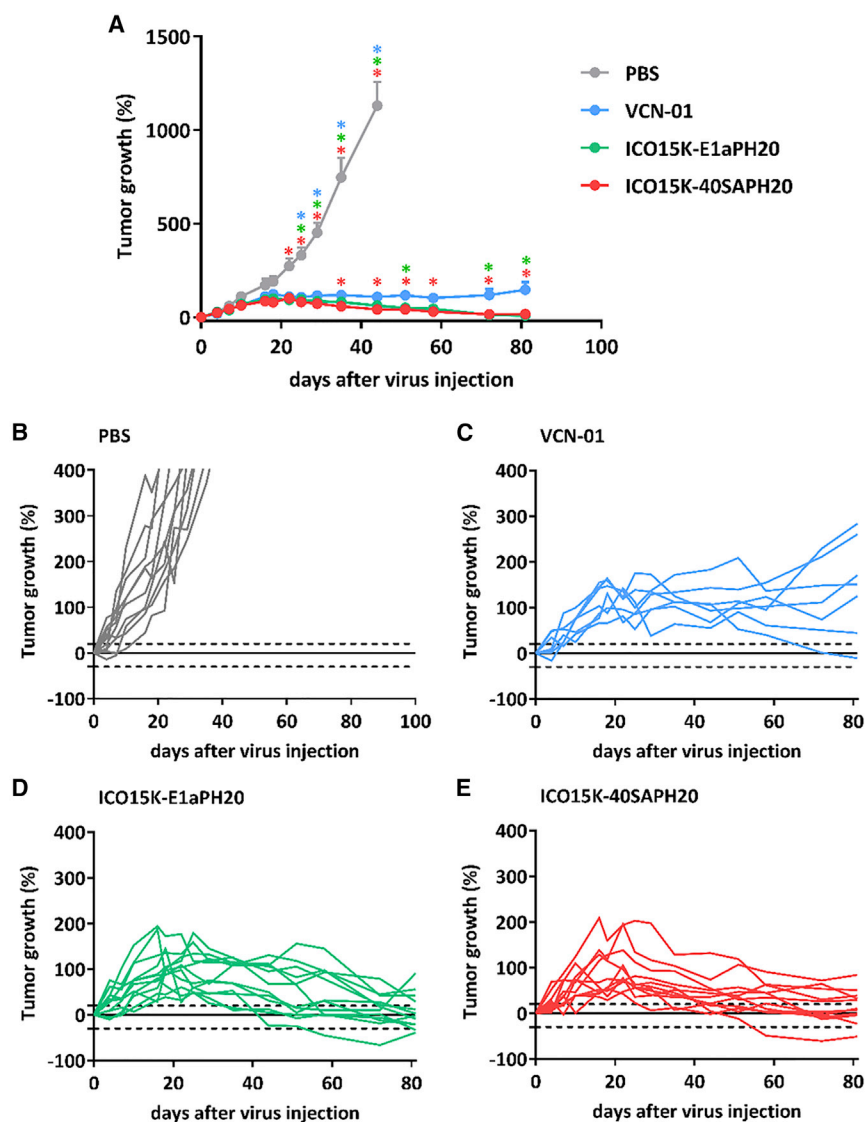 A
1500
1000
500
0
Tumor growth (%)
0 20 40 60 80 100
days after virus injection
* * * * * * * * * * * * * * * * * * * * * *
PBS
VCN-01
ICO15K-E1aPH20
ICO15K-40SAPH20
B PBS
400
300
200
100
0
-100
Tumor growth (%)
0 20 40 60 80 100
days after virus injection
C VCN-01
400
300
200
100
0
-100
Tumor growth (%)
0 20 40 60 80
days after virus injection
D ICO15K-E1aPH20
400
300
200
100
0
-100
Tumor growth (%)
0 20 40 60 80
days after virus injection
E ICO15K-40SAPH20
400
300
200
100
0
-100
Tumor growth (%)
0 20 40 60 80
days after virus injection